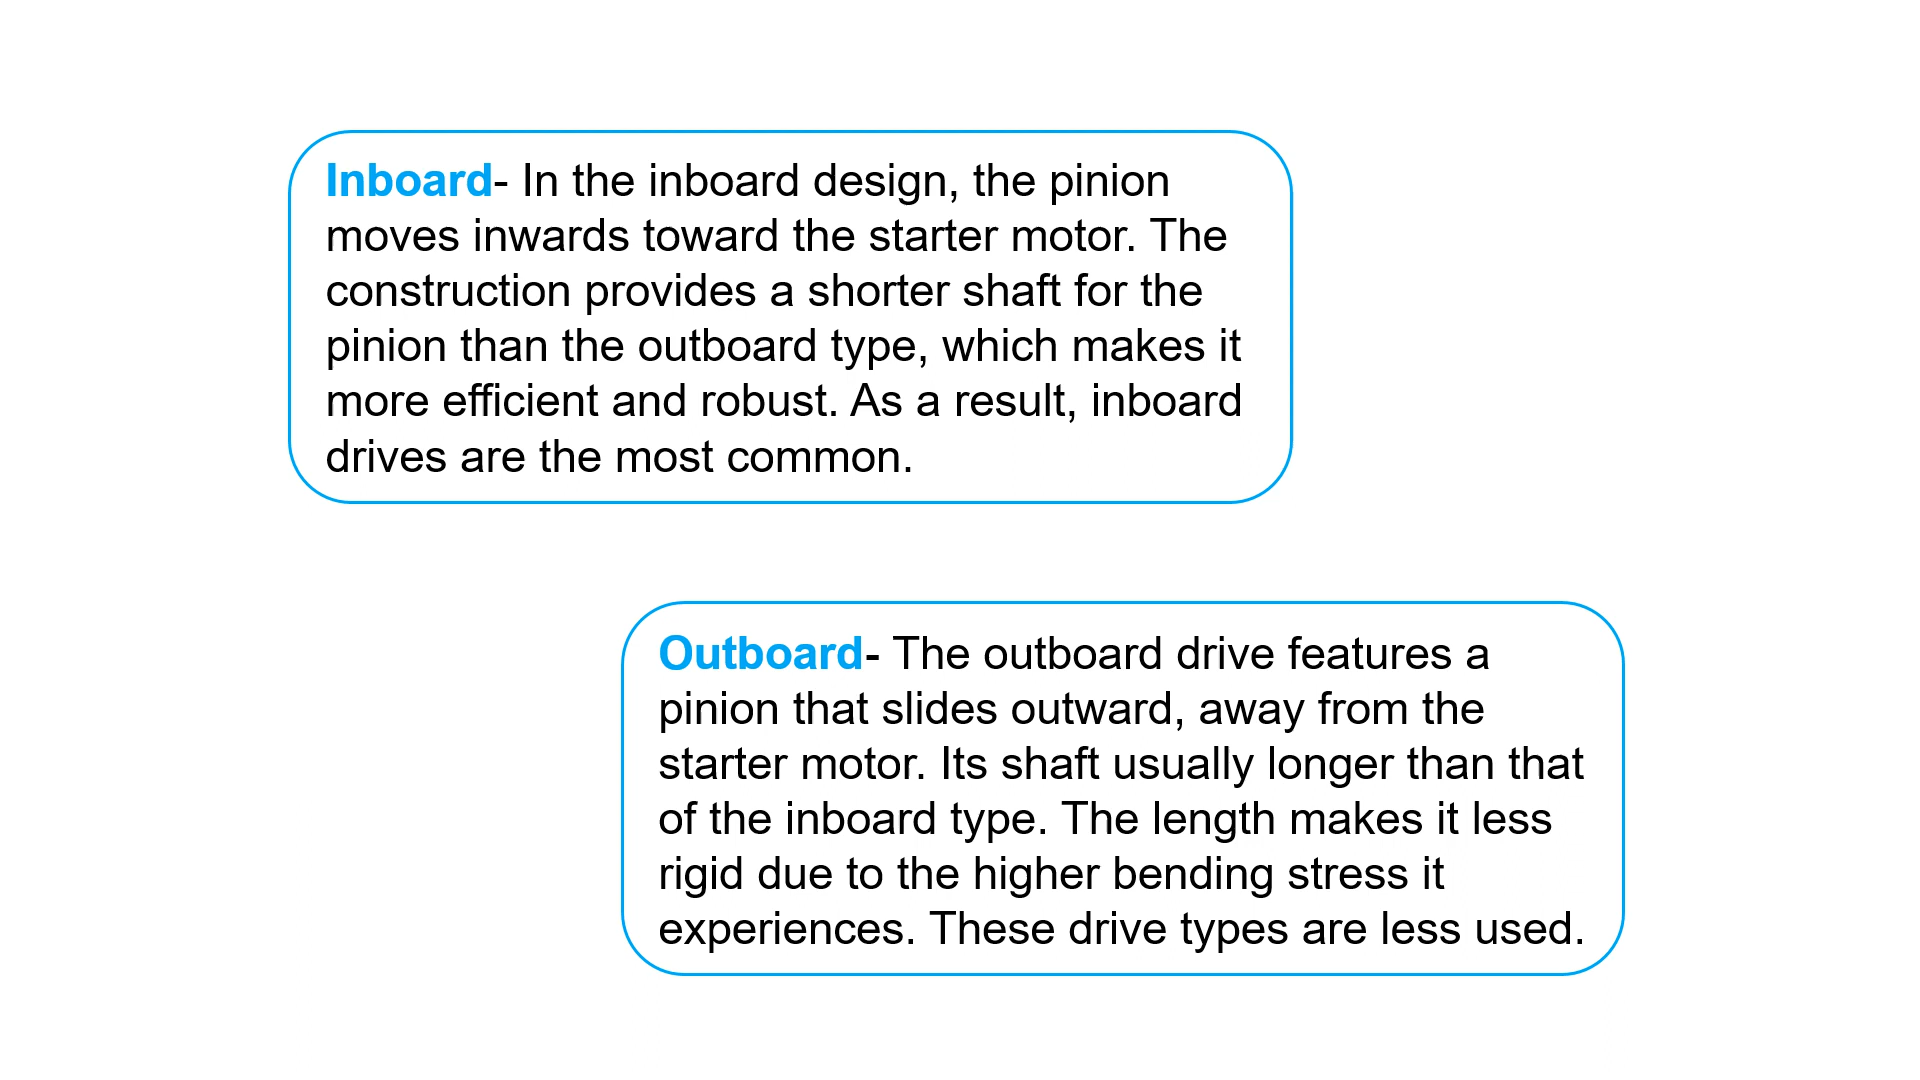 Inboard- In the inboard design, the pinion
moves inwards toward the starter motor. The
construction provides a shorter shaft for the
pinion than the outboard type, which makes it
more efficient and robust. As a result, inboard
drives are the most common.
Outboard- The outboard drive features a
pinion that slides outward, away from the
starter motor. Its shaft usually longer than that
of the inboard type. The length makes it less
rigid due to the higher bending stress it
experiences. These drive types are less used.